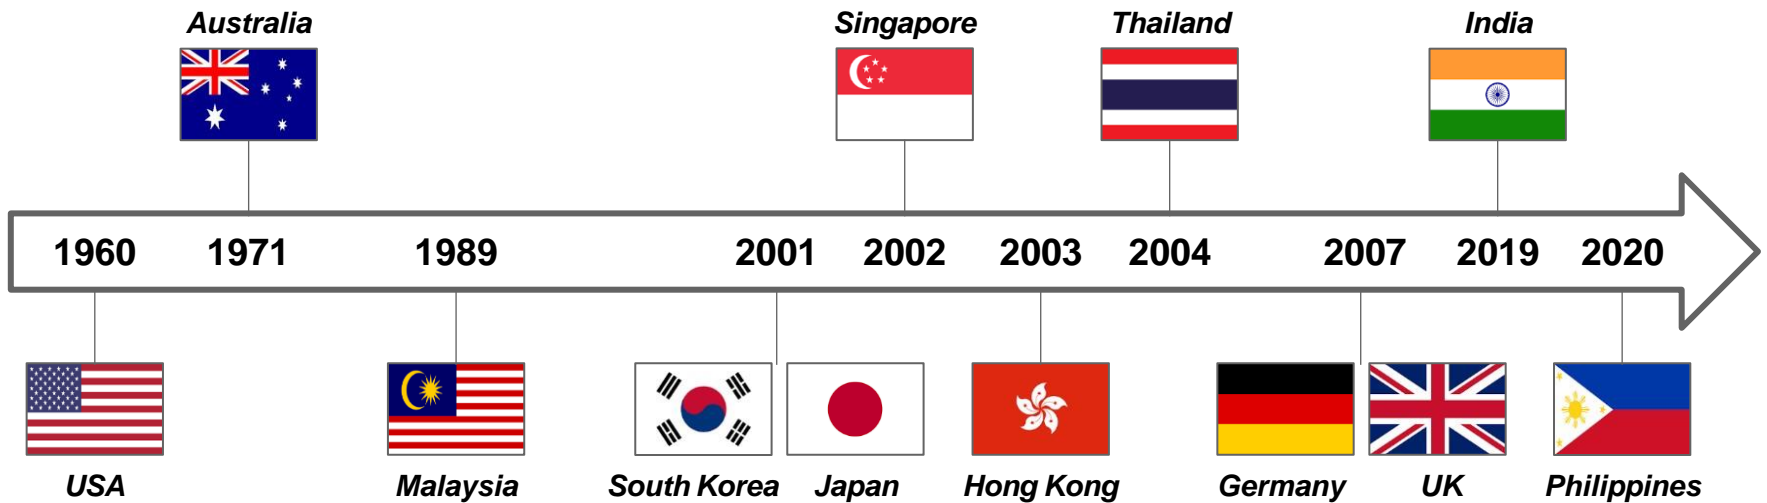 Australia
Singapore
Thailand
India
1960
1971
1989
2001
2002
2003
2004
2007
2019
2020
USA
Malaysia
South Korea
Japan
Hong Kong
Germany
UK
Philippines